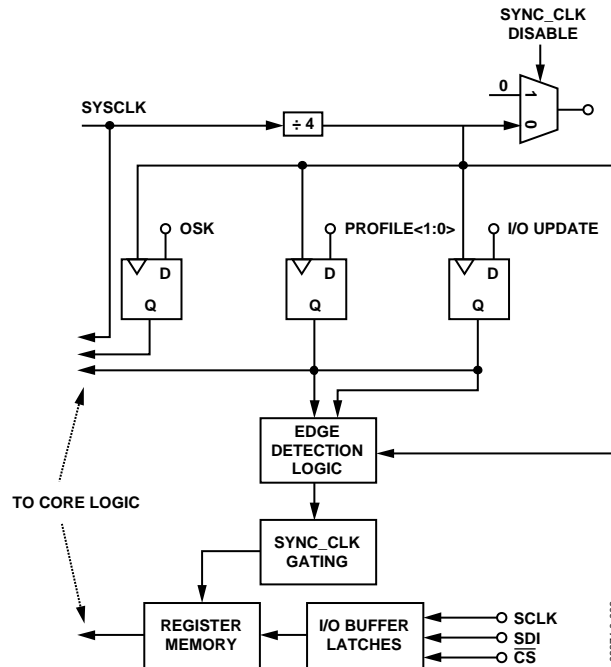 SYNC_CLK
DISABLE
0
SYSCLK
÷ 4
1
0
OSK
PROFILE<1:0>
I/O UPDATE
D
D
D
Q
Q
Q
EDGE
DETECTION
LOGIC
TO CORE LOGIC
SYNC_CLK
GATING
REGISTER
MEMORY
I/O BUFFER
LATCHES
SCLK
SDI
CS